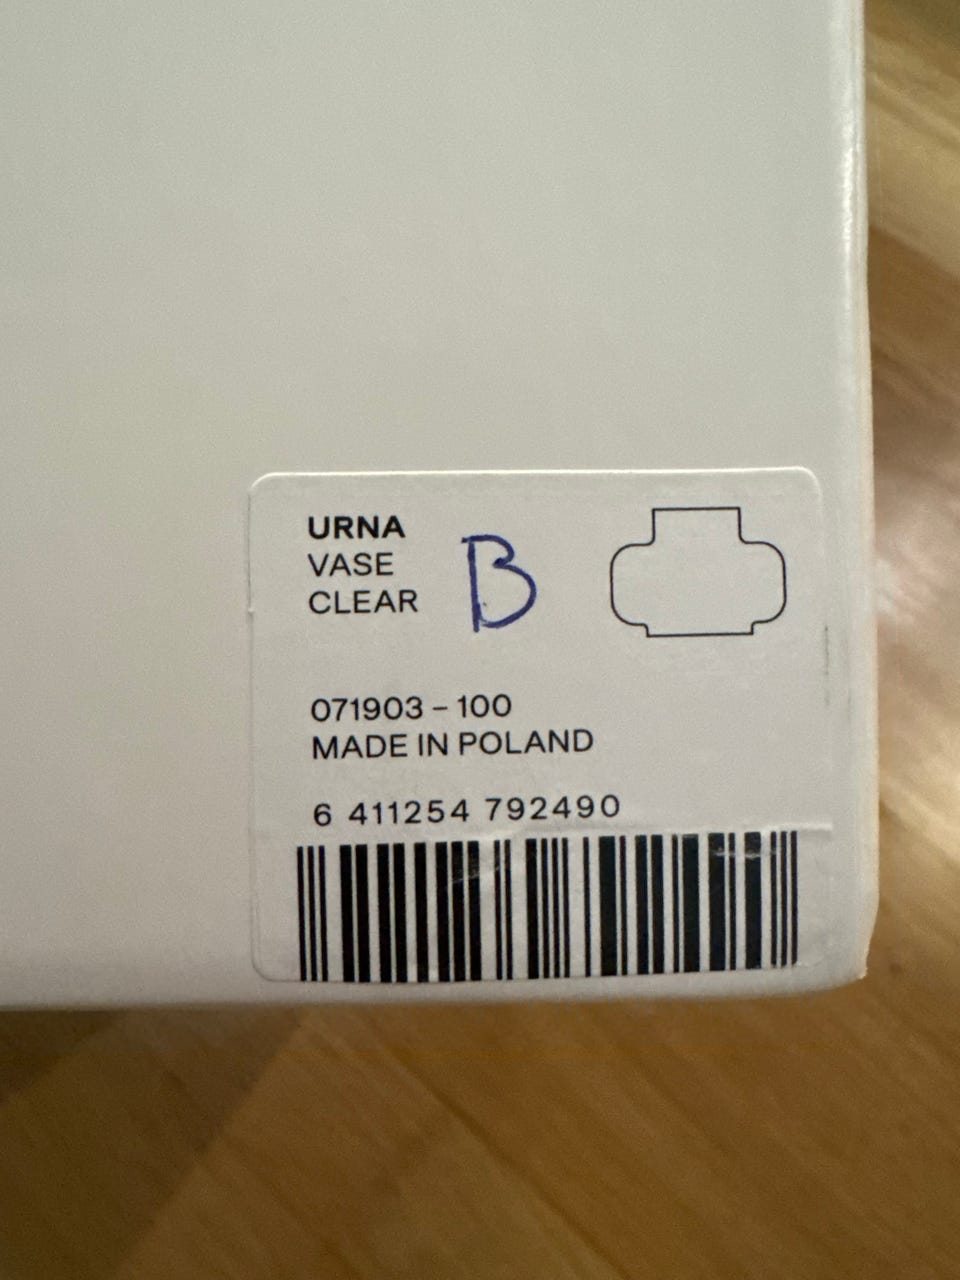 URNA
VASE
CLEAR
B
071903 – 100
MADE IN POLAND
6 411254 792490